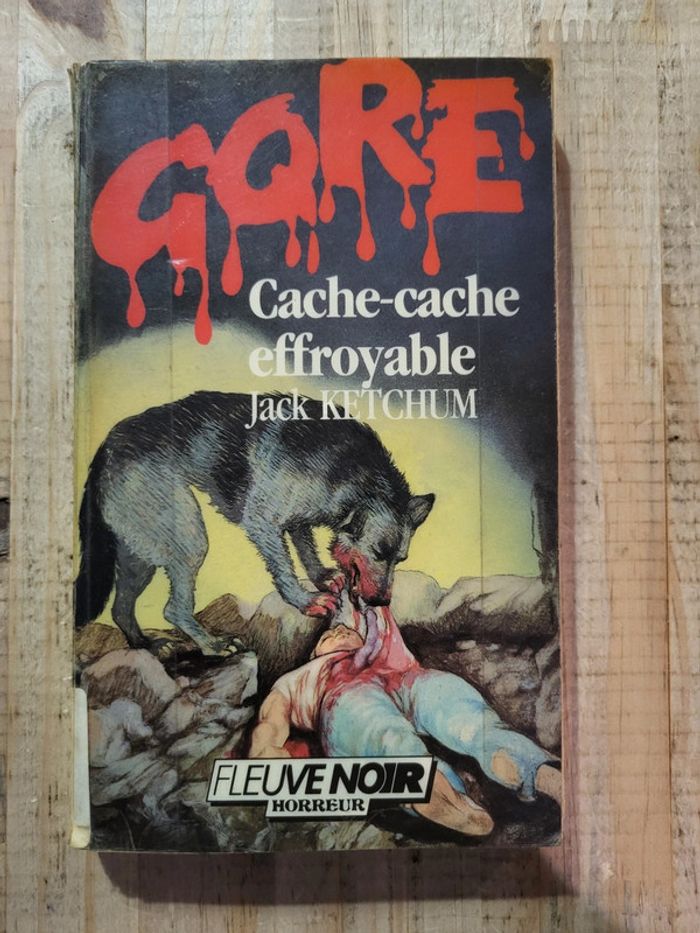 GORE
Cache-cache
effroyable
Jack KETCHUM
FLEUVE NOIR
HORREUR